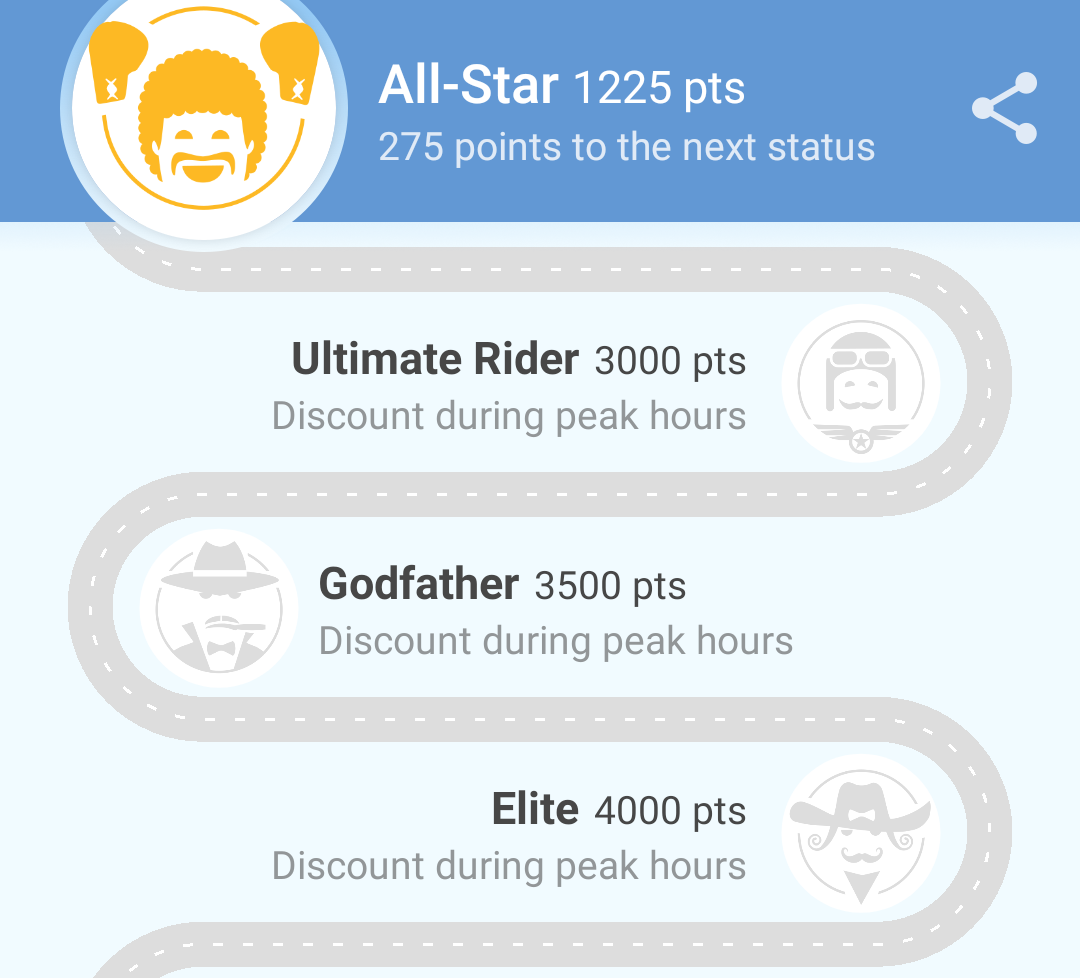 All-Star 1225 pts
275 points to the next status
Ultimate Rider 3000 pts
Discount during peak hours
Godfather 3500 pts
Discount during peak hours
Elite 4000 pts
Discount during peak hours